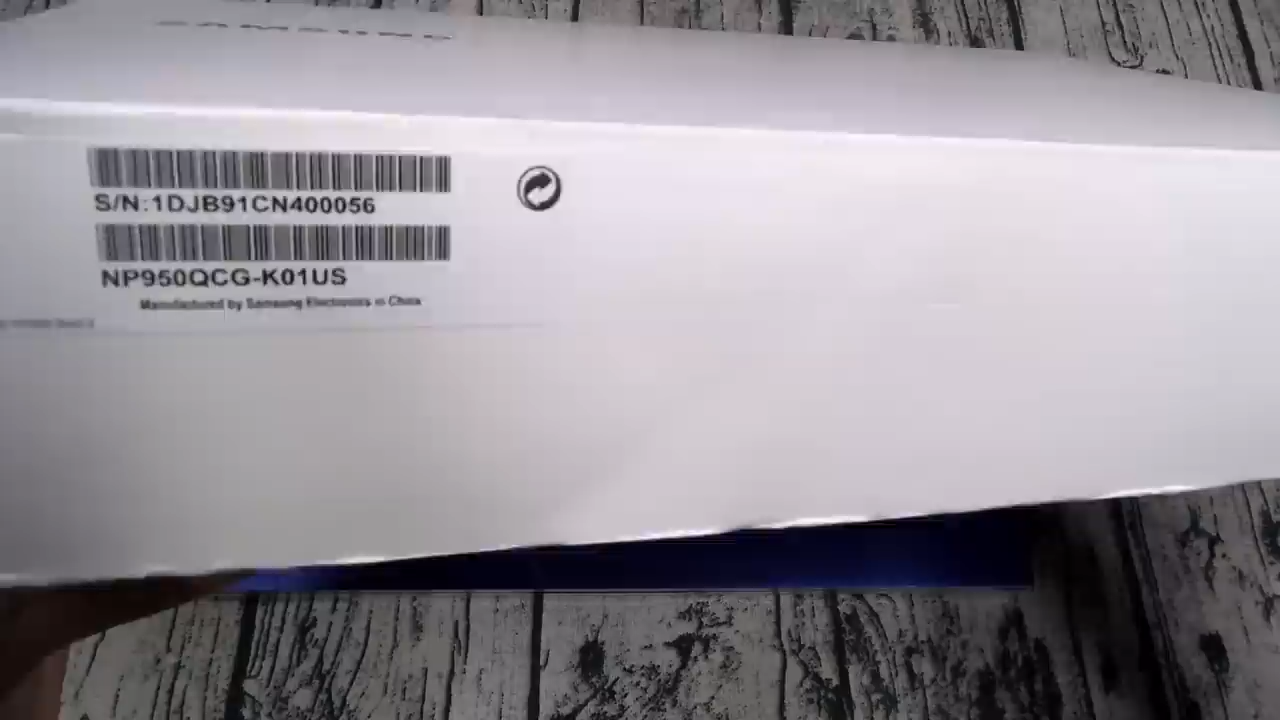 S/N:1DJB91CN400056
NP950QCG-K01US
Manufactured by Samsung Electronics in China